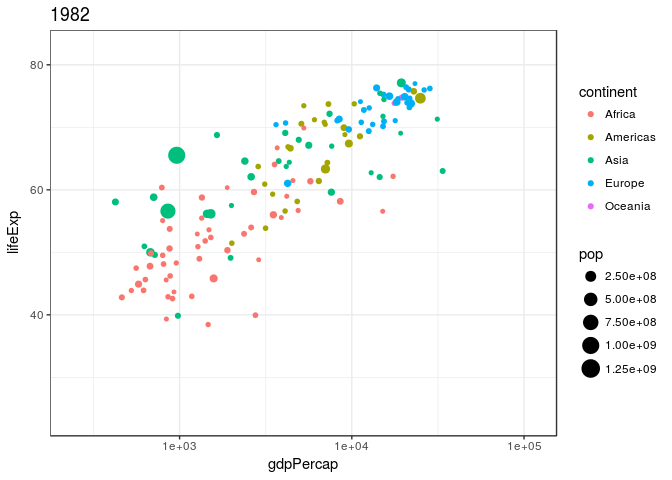 1982
80
60
40
lifeExp
1e+03
1e+04
1e+05
gdpPercap
continent
Africa
Americas
Asia
Europe
Oceania
pop
2.50e+08
5.00e+08
7.50e+08
1.00e+09
1.25e+09